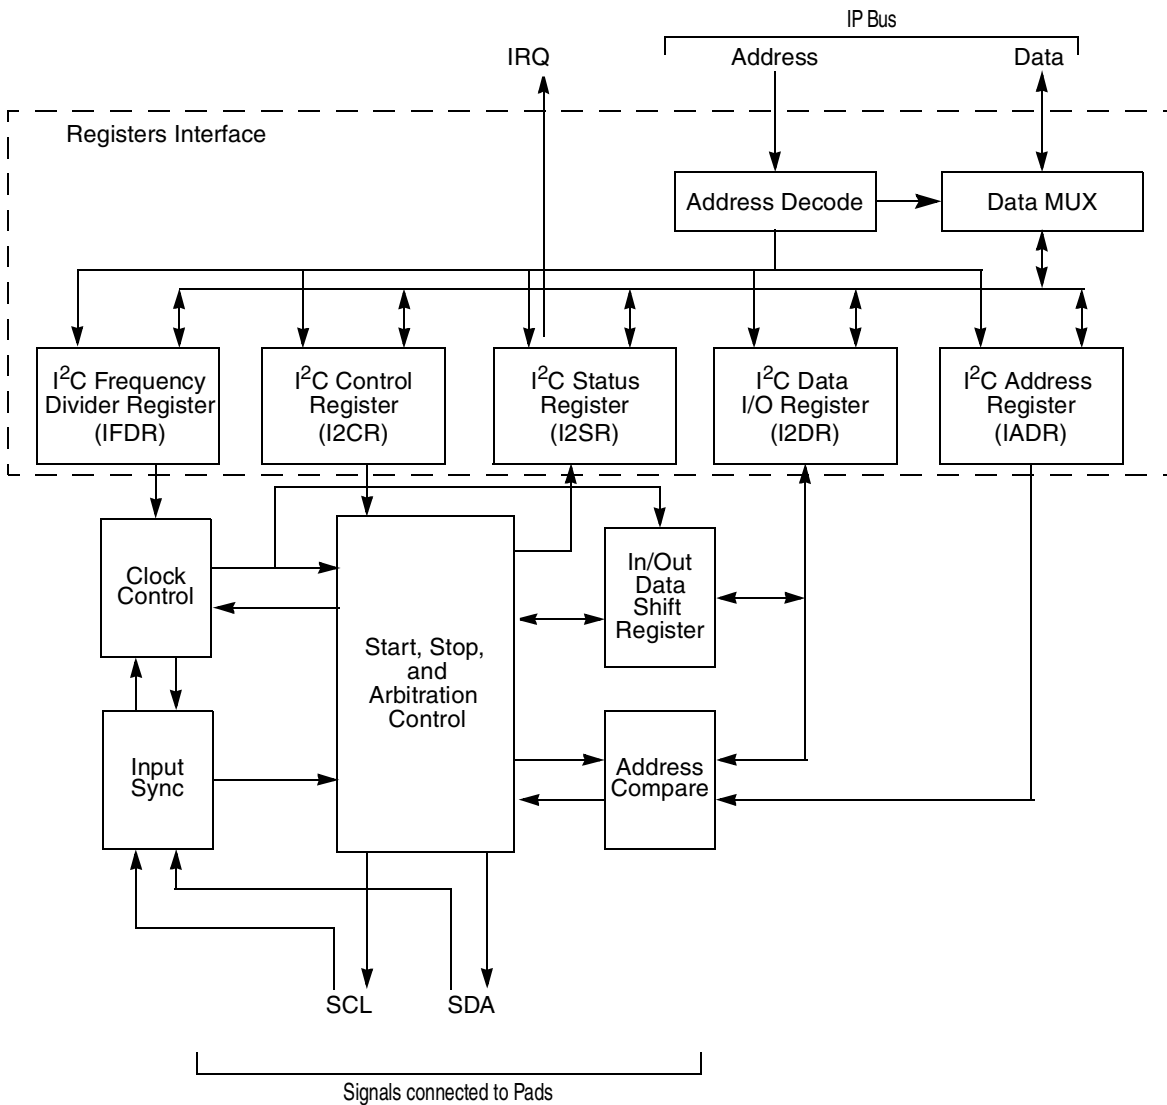 IP Bus
IRQ
Address
Data
Registers Interface
Address Decode
Data MUX
I²C Frequency
Divider Register
(IFDR)
I²C Control
Register
(I2CR)
I²C Status
Register
(I2SR)
I²C Data
I/O Register
(I2DR)
I²C Address
Register
(IADR)
Clock
Control
In/Out
Data
Shift
Register
Start, Stop,
and
Arbitration
Control
Input
Sync
Address
Compare
SCL
SDA
Signals connected to Pads